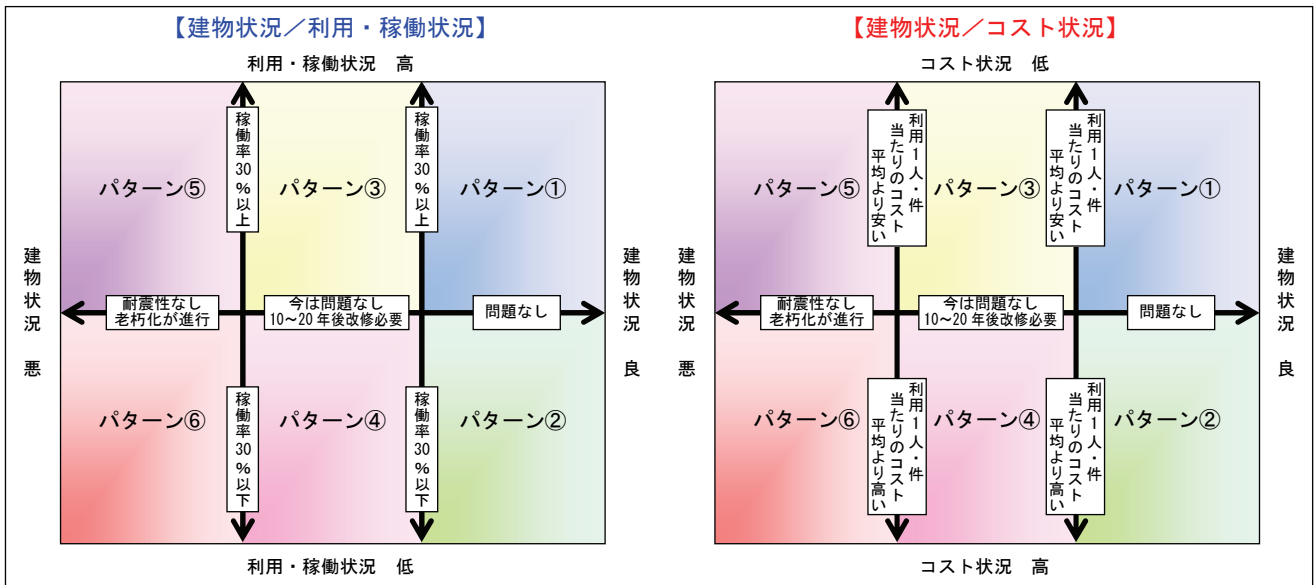 【建物状況／利用・稼働状況】
利用・稼働状況 高
パターン⑤
稼働率30%以上
パターン③
稼働率30%以上
パターン①
建物状況 悪
耐震性なし
老朽化が進行
今は問題なし
10～20年後改修必要
問題なし
建物状況 良
パターン⑥
稼働率30%以下
パターン④
稼働率30%以下
パターン②
利用・稼働状況 低
【建物状況／コスト状況】
コスト状況 低
パターン⑤
利用1人・件
当たりのコスト
平均より安い
パターン③
利用1人・件
当たりのコスト
平均より安い
パターン①
建物状況 悪
耐震性なし
老朽化が進行
今は問題なし
10～20年後改修必要
問題なし
建物状況 良
パターン⑥
利用1人・件
当たりのコスト
平均より高い
パターン④
利用1人・件
当たりのコスト
平均より高い
パターン②
コスト状況 高